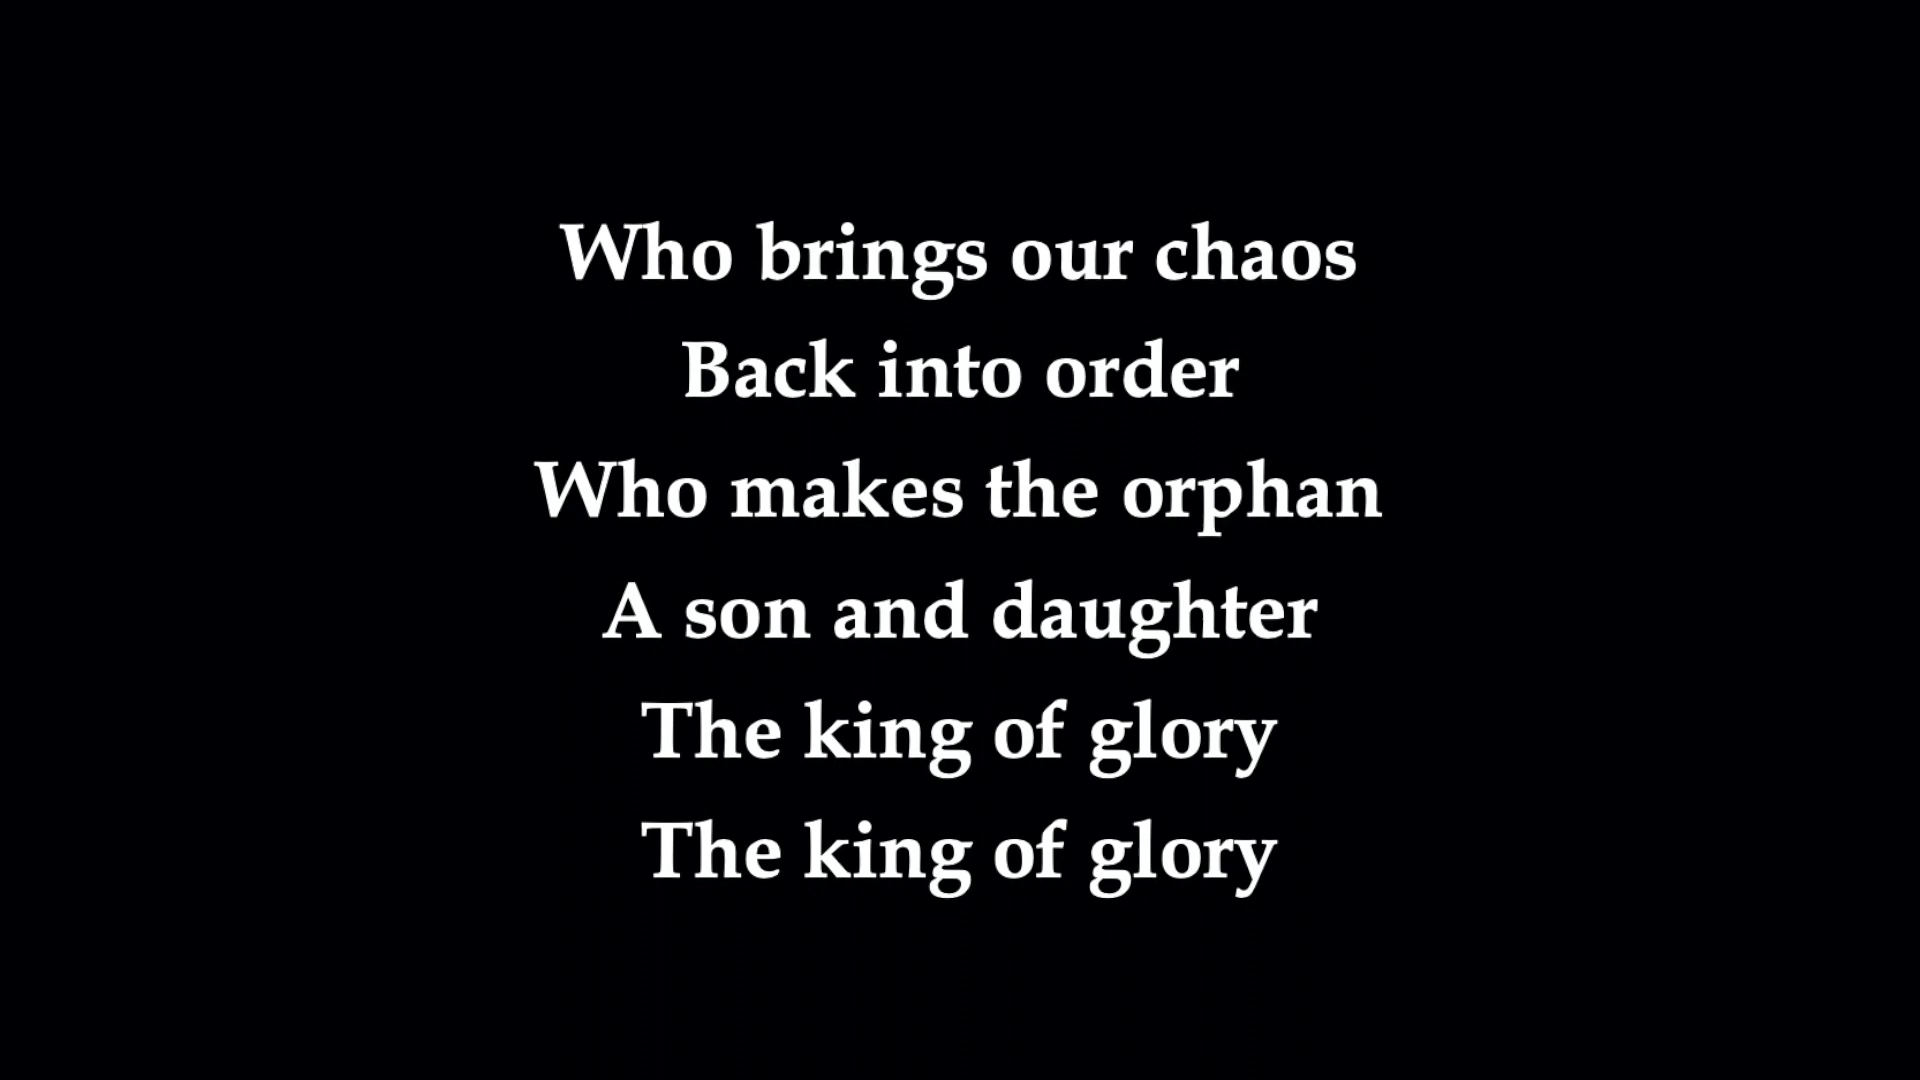 Who brings our chaos
Back into order
Who makes the orphan
A son and daughter
The king of glory
The king of glory